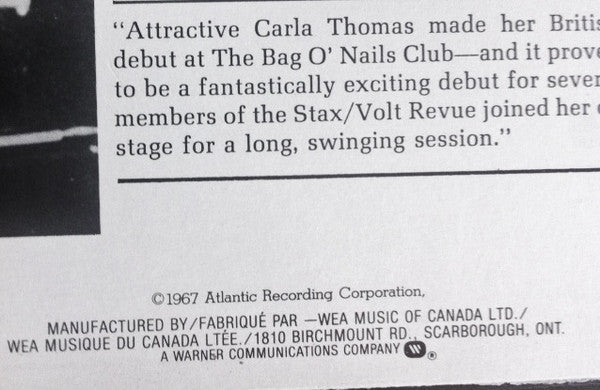 “Attractive Carla Thomas made her Britis
debut at The Bag O’ Nails Club—and it prove
to be a fantastically exciting debut for sever
members of the Stax/Volt Revue joined her o
stage for a long, swinging session.”
©1967 Atlantic Recording Corporation,
MANUFACTURED BY/FABRIQUÉ PAR —WEA MUSIC OF CANADA LTD./
WEA MUSIQUE DU CANADA LTÉE./1810 BIRCHMOUNT RD., SCARBOROUGH, ONT.
A WARNER COMMUNICATIONS COMPANY ®